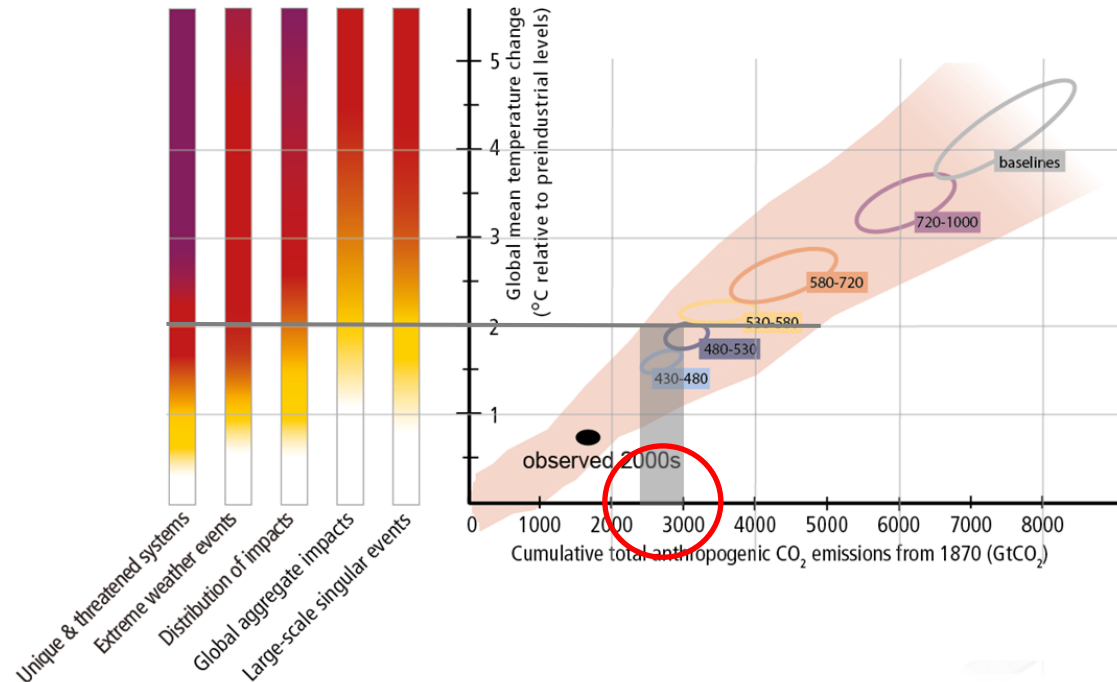 Global mean temperature change
(°C relative to preindustrial levels)
5
4
3
2
1
baselines
720-1000
580-720
530-580
480-530
430-480
observed 2000s
0 1000 2000 3000 4000 5000 6000 7000 8000
Cumulative total anthropogenic CO₂ emissions from 1870 (GtCO₂)
Unique & threatened systems
Extreme weather events
Distribution of impacts
Global aggregate impacts
Large-scale singular events